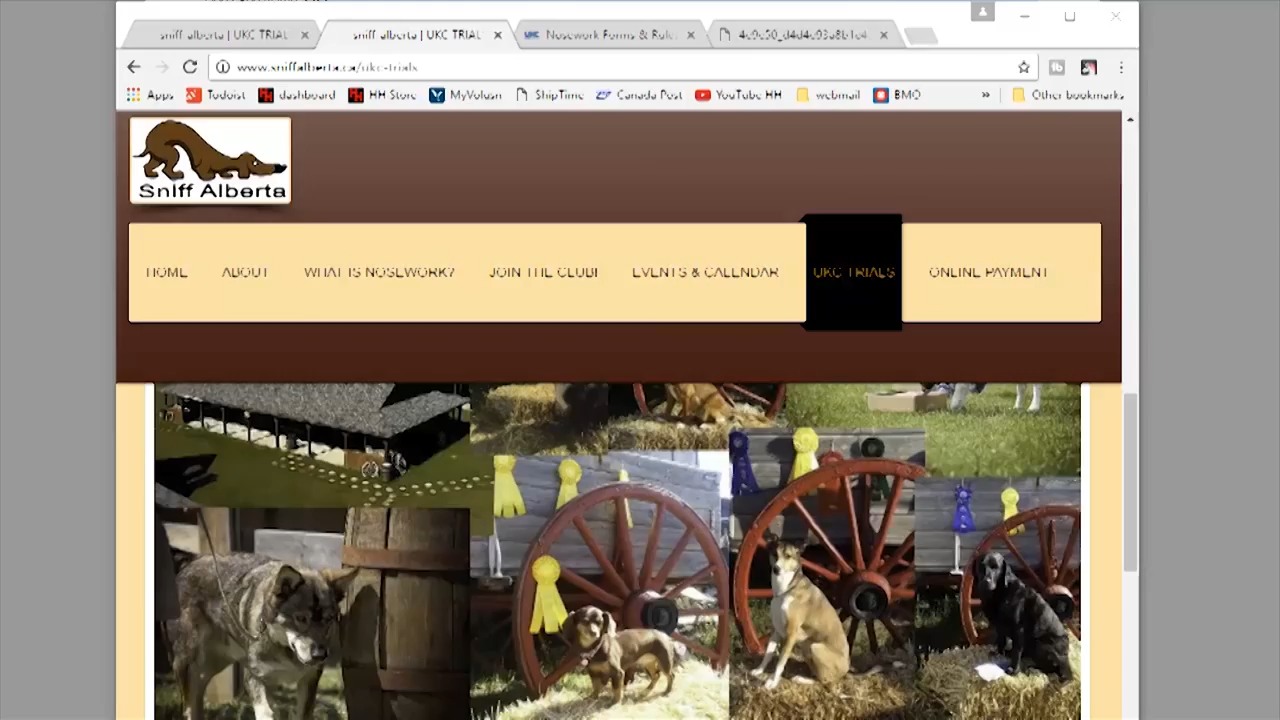 sniff alberta | UKC TRIAL
sniff alberta | UKC TRIAL
UKC Nosework Forms & Rule
www.sniffalberta.ca/ukc-trials
Apps Todoist dashboard HH Store MyVolusn ShipTime Canada Post YouTube HH webmail BMO » Other bookmarks
Sniff Alberta
HOME ABOUT WHAT IS NOSEWORK? JOIN THE CLUB! EVENTS & CALENDAR UKC TRIALS ONLINE PAYMENT